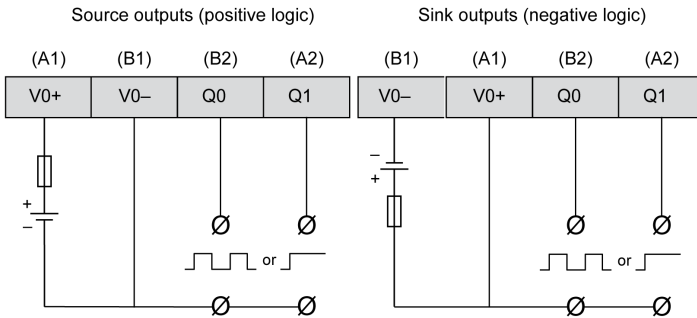 Source outputs (positive logic) Sink outputs (negative logic)
(A1) (B1) (B2) (A2) (B1) (A1) (B2) (A2)
V0+ V0– Q0 Q1 V0– V0+ Q0 Q1
–
+
+
–
or or